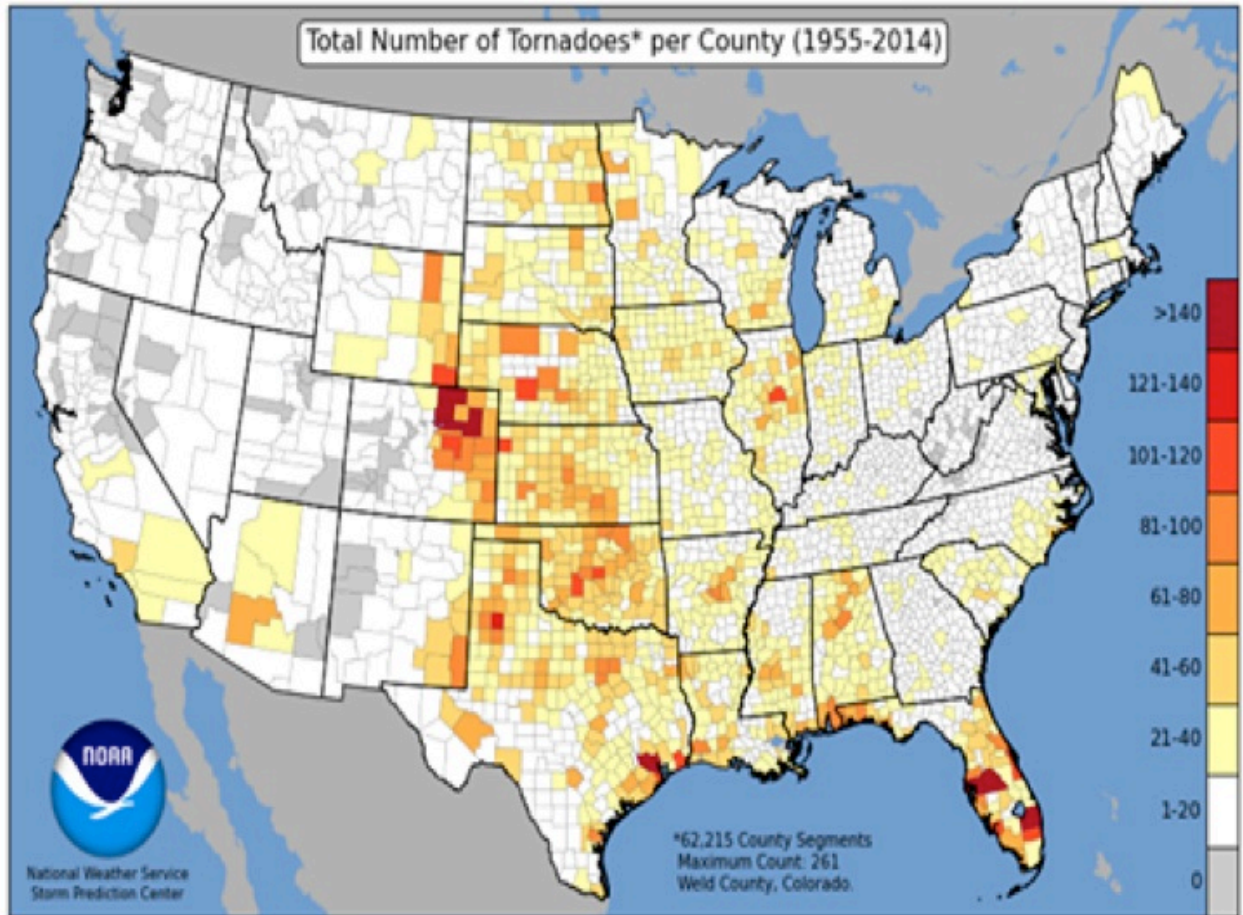 Total Number of Tornadoes* per County (1955-2014)
>140
121-140
101-120
81-100
61-80
41-60
21-40
1-20
0
NOAA
National Weather Service
Storm Prediction Center
*62,215 County Segments
Maximum Count: 261
Weld County, Colorado.